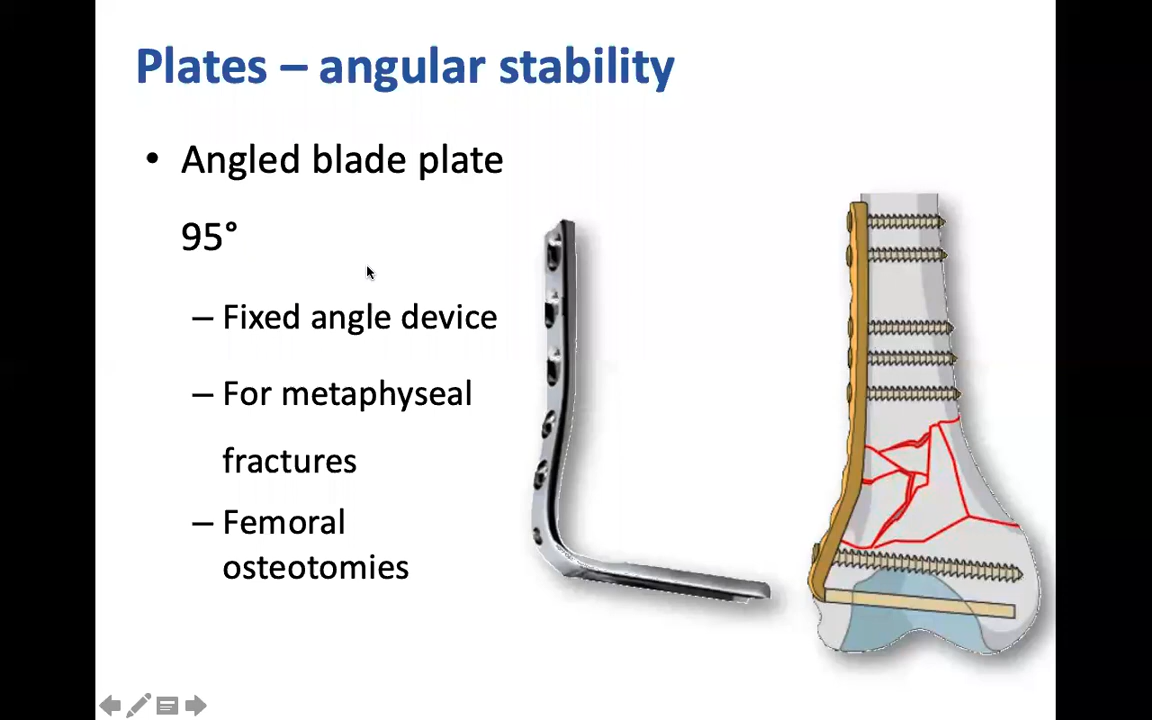 Plates – angular stability
• Angled blade plate
95°
– Fixed angle device
– For metaphyseal
fractures
– Femoral
osteotomies